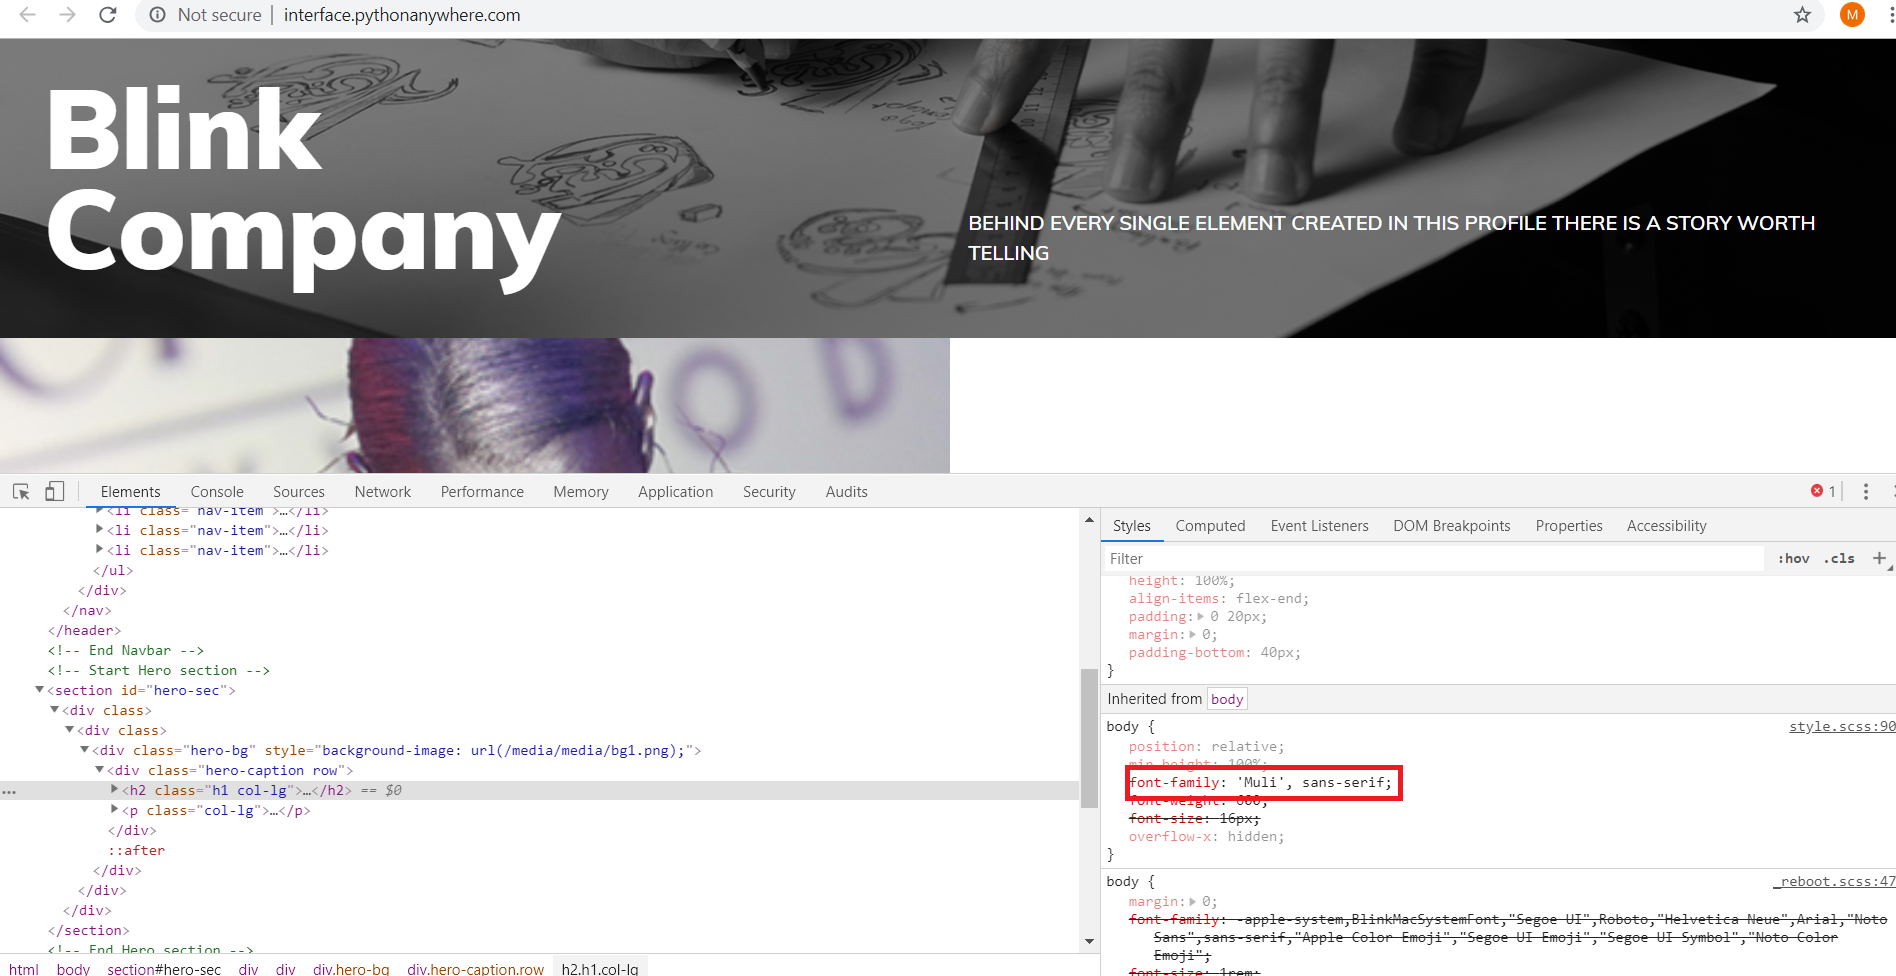 Not secure | interface.pythonanywhere.com
M
Blink
Company
BEHIND EVERY SINGLE ELEMENT CREATED IN THIS PROFILE THERE IS A STORY WORTH
TELLING
Elements Console Sources Network Performance Memory Application Security Audits
1
<li class="nav-item">…</li>
<li class="nav-item">…</li>
<li class="nav-item">…</li>
</ul>
</div>
</nav>
</header>
<!-- End Navbar -->
<!-- Start Hero section -->
<section id="hero-sec">
<div class>
<div class>
<div class="hero-bg" style="background-image: url(/media/media/bg1.png);">
<div class="hero-caption row">
… <h2 class="h1 col-lg">…</h2> == $0
<p class="col-lg">…</p>
</div>
::after
</div>
</div>
</div>
</section>
<!-- End Hero section -->
html body section#hero-sec div div div.hero-bg div.hero-caption.row h2.h1.col-lg
Styles Computed Event Listeners DOM Breakpoints Properties Accessibility
Filter :hov .cls +
height: 100%;
align-items: flex-end;
padding: 0 20px;
margin: 0;
padding-bottom: 40px;
}
Inherited from body
body { style.scss:90
position: relative;
min-height: 100%;
font-family: 'Muli', sans-serif;
font-weight: 600;
font-size: 16px;
overflow-x: hidden;
}
body { _reboot.scss:47
margin: 0;
font-family: -apple-system,BlinkMacSystemFont,"Segoe UI",Roboto,"Helvetica Neue",Arial,"Noto
Sans",sans-serif,"Apple Color Emoji","Segoe UI Emoji","Segoe UI Symbol","Noto Color
Emoji";
font-size: 1rem;